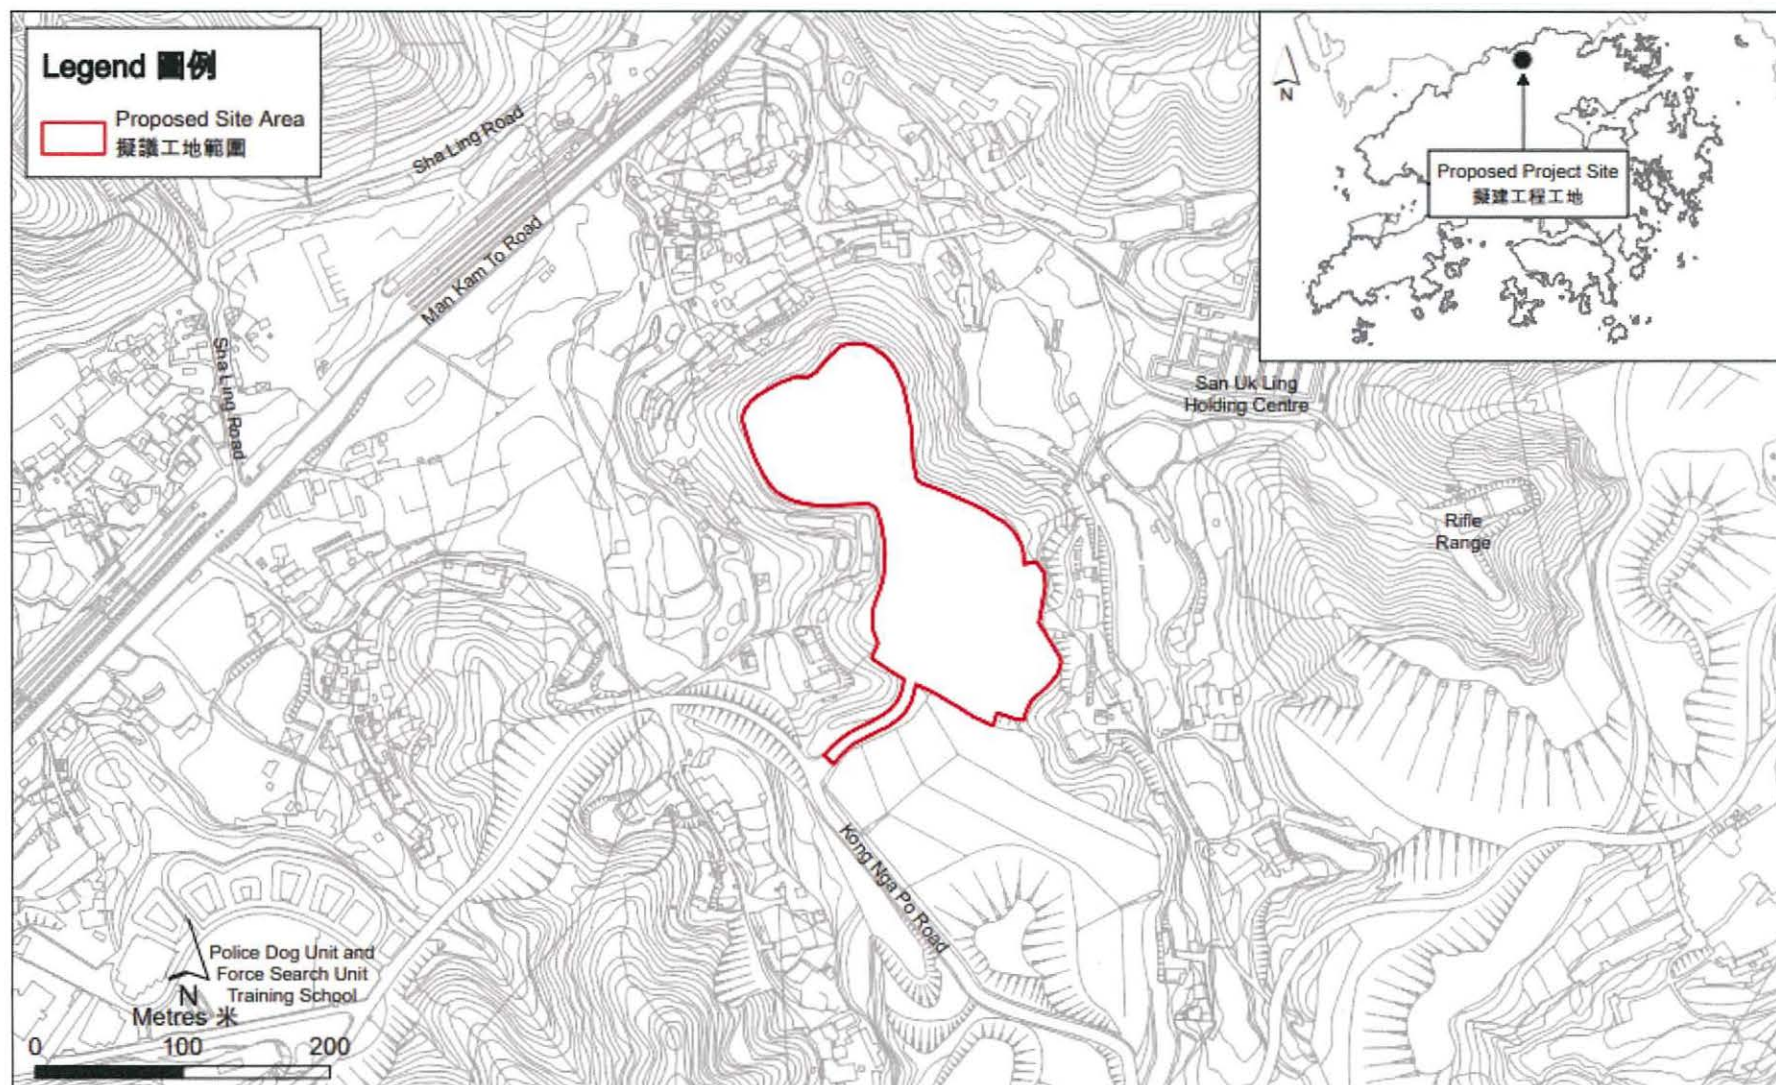 Legend 圖例
Proposed Site Area
擬議工地範圍
Sha Ling Road
Man Kam To Road
Sha Ling Road
N
Proposed Project Site
擬建工程工地
San Uk Ling
Holding Centre
Rifle
Range
Kong Nga Po Road
Police Dog Unit and
Force Search Unit
Training School
N
Metres 米
0 100 200